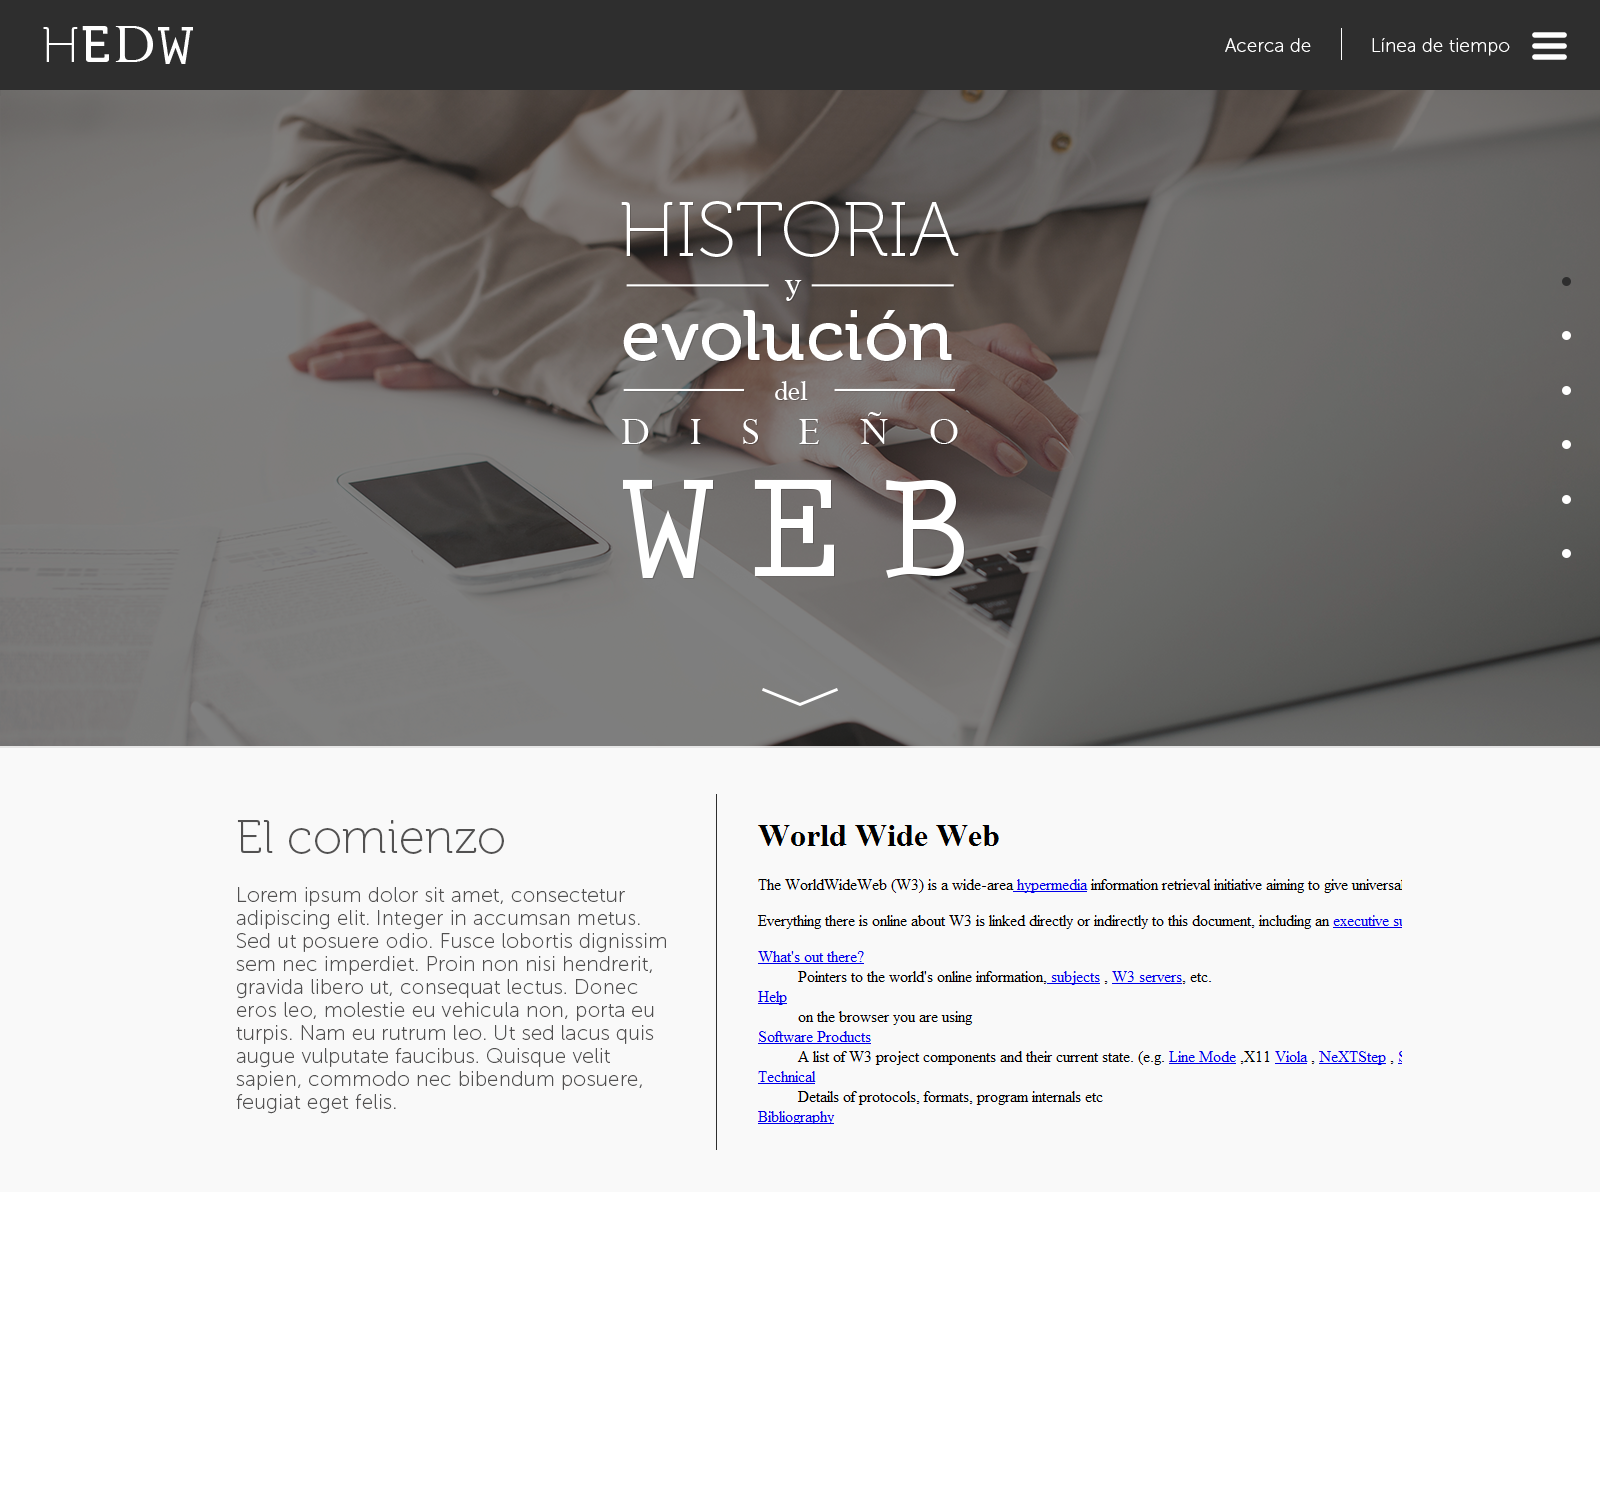 HEDW
Acerca de
Línea de tiempo
HISTORIA
y
evolución
del
DISEÑO
WEB
El comienzo
Lorem ipsum dolor sit amet, consectetur
adipiscing elit. Integer in accumsan metus.
Sed ut posuere odio. Fusce lobortis dignissim
sem nec imperdiet. Proin non nisi hendrerit,
gravida libero ut, consequat lectus. Donec
eros leo, molestie eu vehicula non, porta eu
turpis. Nam eu rutrum leo. Ut sed lacus quis
augue vulputate faucibus. Quisque velit
sapien, commodo nec bibendum posuere,
feugiat eget felis.
World Wide Web
The WorldWideWeb (W3) is a wide-area hypermedia information retrieval initiative aiming to give
Everything there is online about W3 is linked directly or indirectly to this document, including an executive
What's out there?
Pointers to the world's online information, subjects , W3 servers, etc.
Help
on the browser you are using
Software Products
A list of W3 project components and their current state. (e.g. Line Mode ,X11 Viola , NeXTStep ,
Technical
Details of protocols, formats, program internals etc
Bibliography